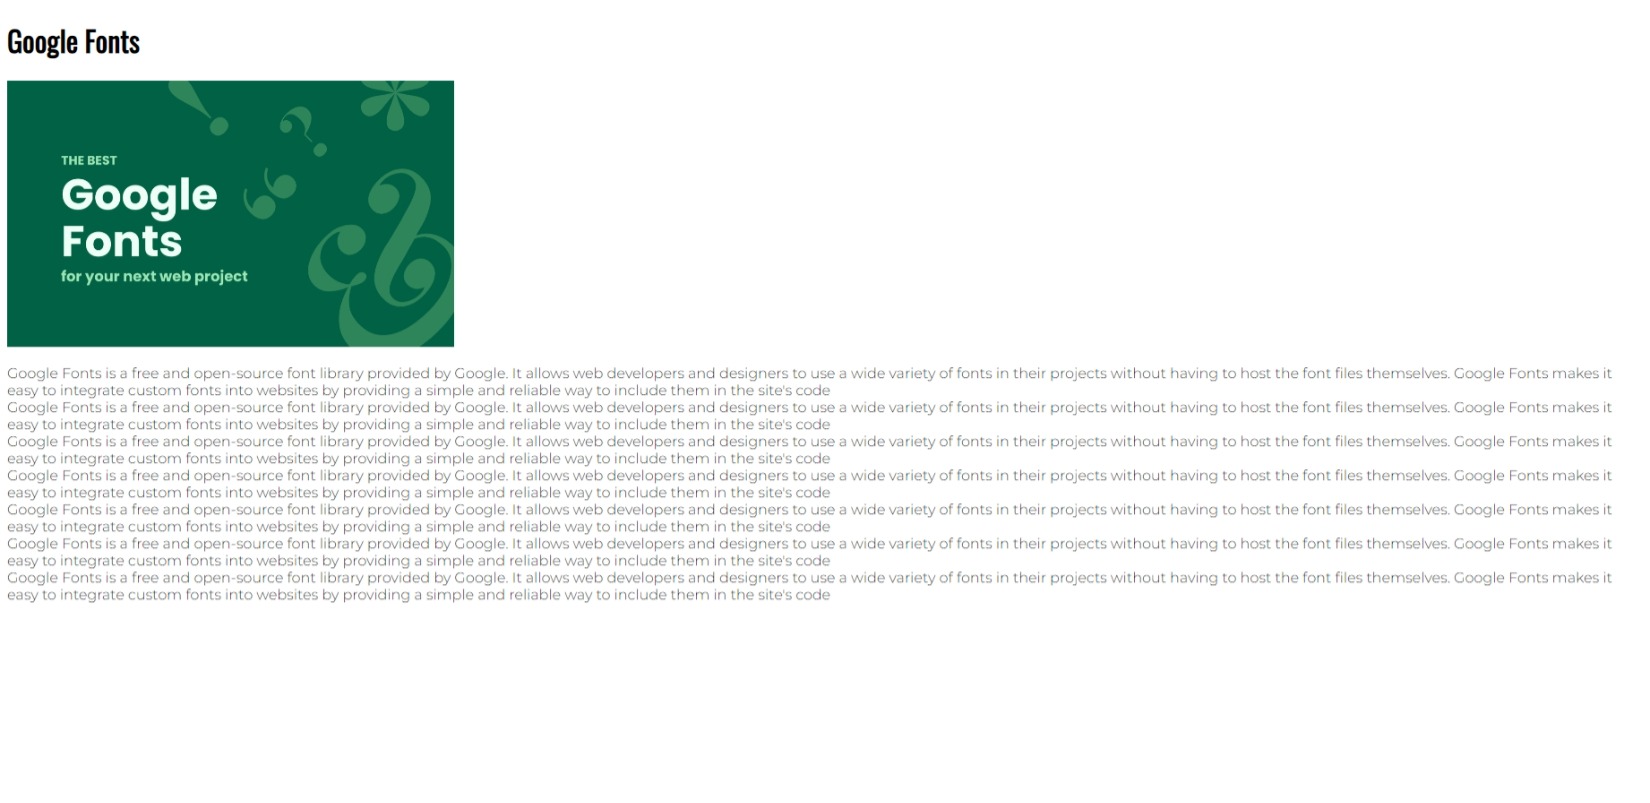 Google Fonts
THE BEST
Google
Fonts
for your next web project
Google Fonts is a free and open-source font library provided by Google. It allows web developers and designers to use a wide variety of fonts in their projects without having to host the font files themselves. Google Fonts makes it
easy to integrate custom fonts into websites by providing a simple and reliable way to include them in the site's code
Google Fonts is a free and open-source font library provided by Google. It allows web developers and designers to use a wide variety of fonts in their projects without having to host the font files themselves. Google Fonts makes it
easy to integrate custom fonts into websites by providing a simple and reliable way to include them in the site's code
Google Fonts is a free and open-source font library provided by Google. It allows web developers and designers to use a wide variety of fonts in their projects without having to host the font files themselves. Google Fonts makes it
easy to integrate custom fonts into websites by providing a simple and reliable way to include them in the site's code
Google Fonts is a free and open-source font library provided by Google. It allows web developers and designers to use a wide variety of fonts in their projects without having to host the font files themselves. Google Fonts makes it
easy to integrate custom fonts into websites by providing a simple and reliable way to include them in the site's code
Google Fonts is a free and open-source font library provided by Google. It allows web developers and designers to use a wide variety of fonts in their projects without having to host the font files themselves. Google Fonts makes it
easy to integrate custom fonts into websites by providing a simple and reliable way to include them in the site's code
Google Fonts is a free and open-source font library provided by Google. It allows web developers and designers to use a wide variety of fonts in their projects without having to host the font files themselves. Google Fonts makes it
easy to integrate custom fonts into websites by providing a simple and reliable way to include them in the site's code
Google Fonts is a free and open-source font library provided by Google. It allows web developers and designers to use a wide variety of fonts in their projects without having to host the font files themselves. Google Fonts makes it
easy to integrate custom fonts into websites by providing a simple and reliable way to include them in the site's code